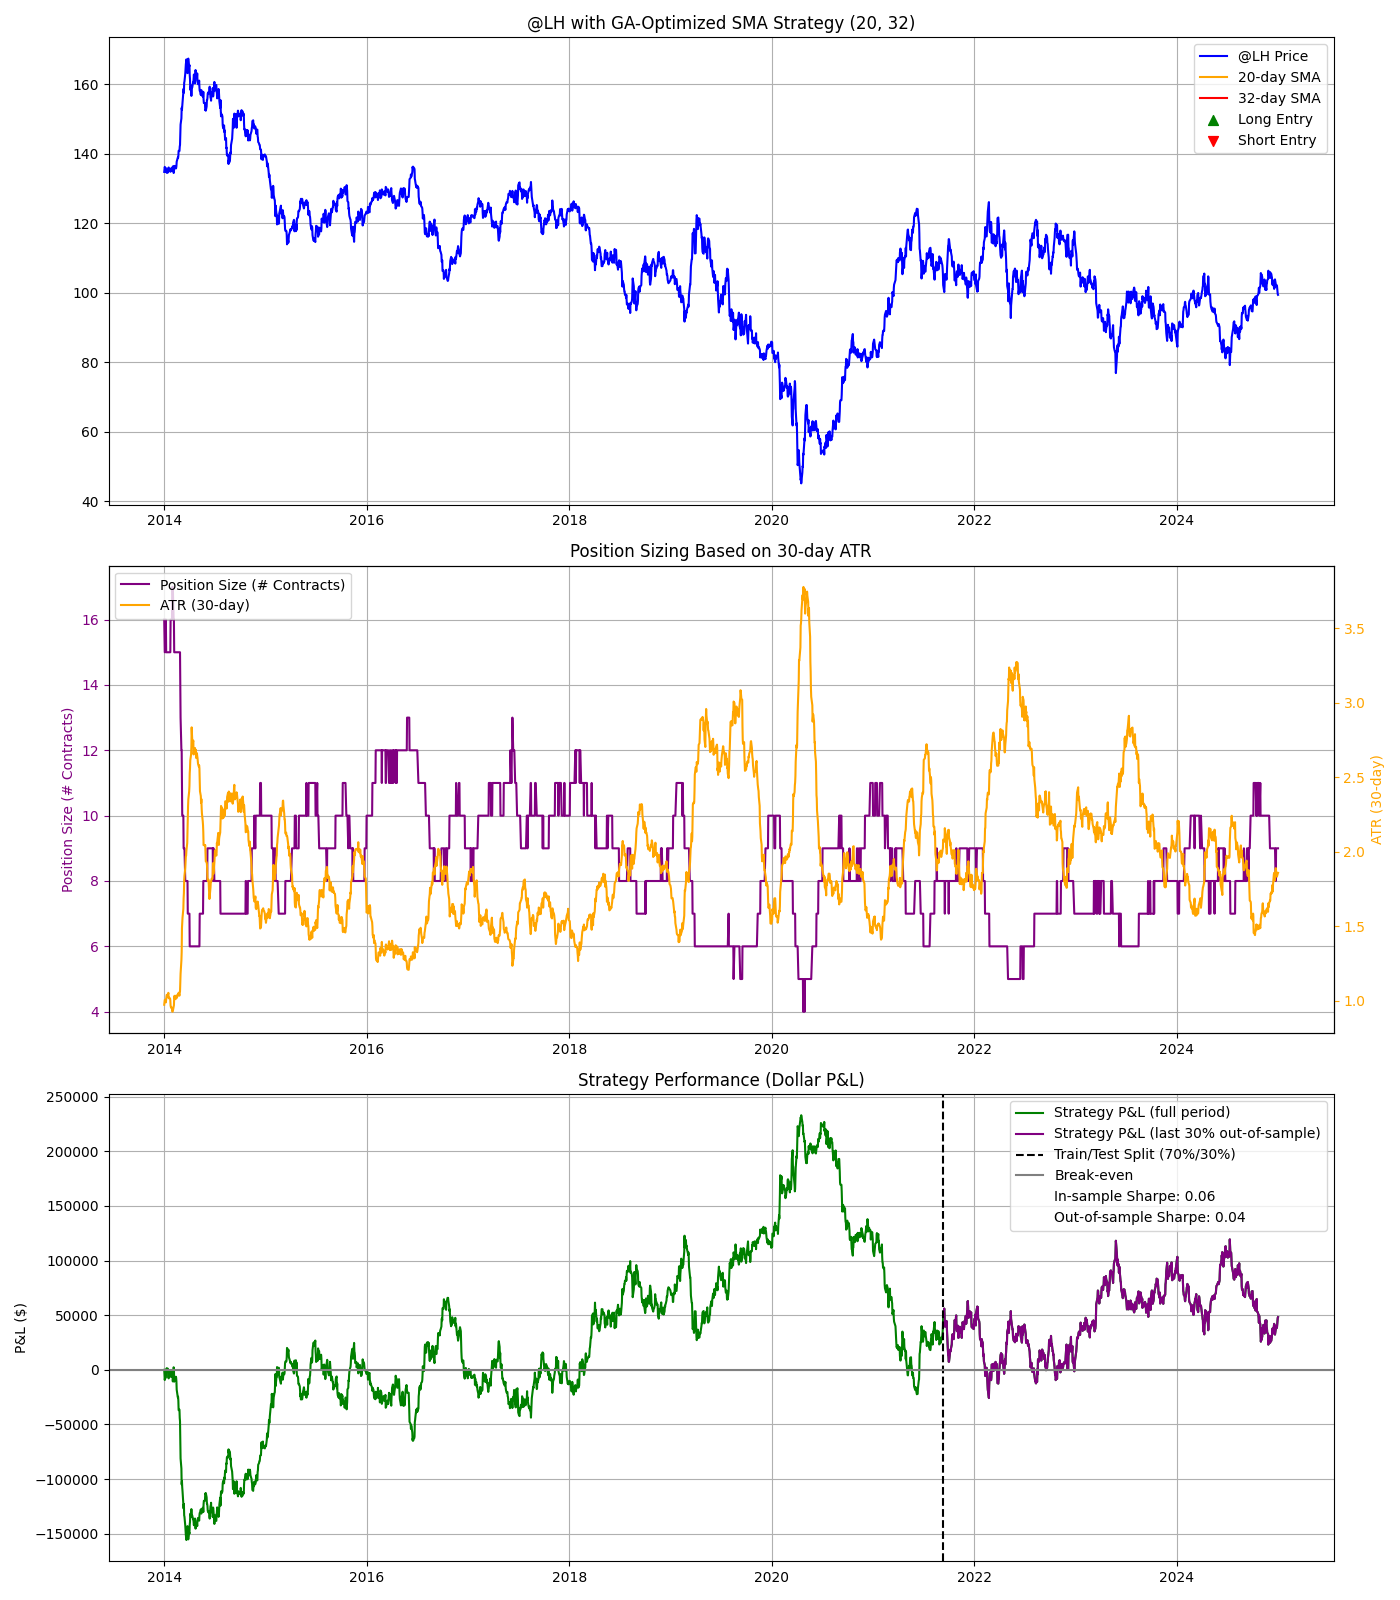 @LH with GA-Optimized SMA Strategy (20, 32)
@LH Price
20-day SMA
32-day SMA
Long Entry
Short Entry
160
140
120
100
80
60
40
2014
2016
2018
2020
2022
2024
Position Sizing Based on 30-day ATR
Position Size (# Contracts)
ATR (30-day)
Position Size (# Contracts)
16
14
12
10
8
6
4
3.5
3.0
2.5
2.0
1.5
1.0
ATR (30-day)
2014
2016
2018
2020
2022
2024
Strategy Performance (Dollar P&L)
Strategy P&L (full period)
Strategy P&L (last 30% out-of-sample)
Train/Test Split (70%/30%)
Break-even
In-sample Sharpe: 0.06
Out-of-sample Sharpe: 0.04
P&L ($)
250000
200000
150000
100000
50000
0
−50000
−100000
−150000
2014
2016
2018
2020
2022
2024